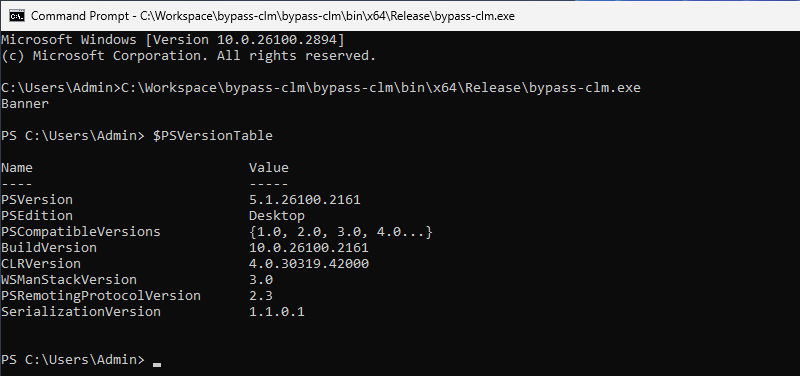 Command Prompt - C:\Workspace\bypass-clm\bypass-clm\bin\x64\Release\bypass-clm.exe
Microsoft Windows [Version 10.0.26100.2894]
(c) Microsoft Corporation. All rights reserved.
C:\Users\Admin>C:\Workspace\bypass-clm\bypass-clm\bin\x64\Release\bypass-clm.exe
Banner
PS C:\Users\Admin> $PSVersionTable
Name                           Value
----                           -----
PSVersion                      5.1.26100.2161
PSEdition                      Desktop
PSCompatibleVersions           {1.0, 2.0, 3.0, 4.0...}
BuildVersion                   10.0.26100.2161
CLRVersion                     4.0.30319.42000
WSManStackVersion              3.0
PSRemotingProtocolVersion      2.3
SerializationVersion           1.1.0.1
PS C:\Users\Admin>